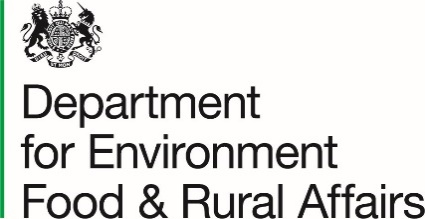 Department
for Environment
Food & Rural Affairs